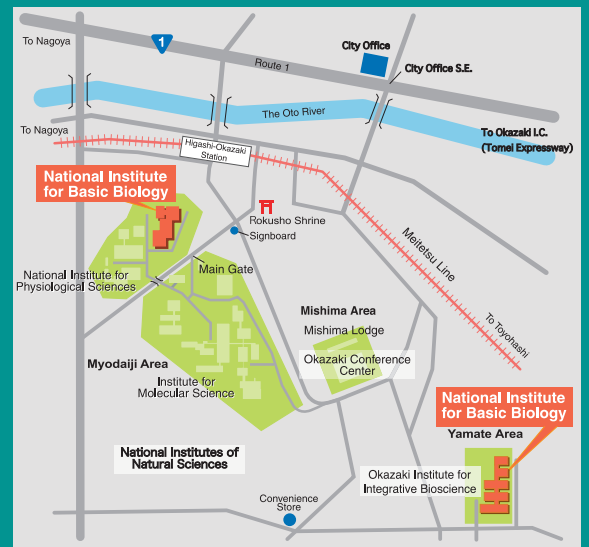 To Nagoya
1
Route 1
City Office
City Office S.E.
The Oto River
To Nagoya
To Okazaki I.C.
(Tomei Expressway)
Higashi-Okazaki
Station
National Institute
for Basic Biology
Rokusho Shrine
Signboard
Meitetsu Line
National Institute for
Physiological Sciences
Main Gate
Mishima Area
Mishima Lodge
Okazaki Conference
Center
To Toyohashi
Myodaiji Area
Institute for
Molecular Science
National Institute
for Basic Biology
Yamate Area
National Institutes of
Natural Sciences
Okazaki Institute for
Integrative Bioscience
Convenience
Store